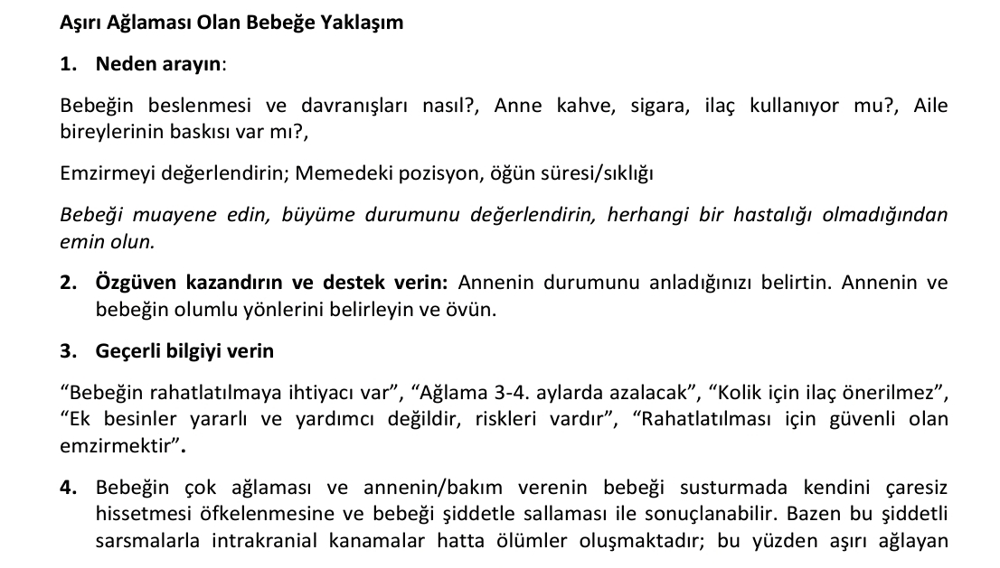 Aşırı Ağlaması Olan Bebeğe Yaklaşım
1. Neden arayın:
Bebeğin beslenmesi ve davranışları nasıl?, Anne kahve, sigara, ilaç kullanıyor mu?, Aile
bireylerinin baskısı var mı?,
Emzirmeyi değerlendirin; Memedeki pozisyon, öğün süresi/sıklığı
Bebeği muayene edin, büyüme durumunu değerlendirin, herhangi bir hastalığı olmadığından
emin olun.
2. Özgüven kazandırın ve destek verin: Annenin durumunu anladığınızı belirtin. Annenin ve
bebeğin olumlu yönlerini belirleyin ve övün.
3. Geçerli bilgiyi verin
“Bebeğin rahatlatılmaya ihtiyacı var”, “Ağlama 3-4. aylarda azalacak”, “Kolik için ilaç önerilmez”,
“Ek besinler yararlı ve yardımcı değildir, riskleri vardır”, “Rahatlatılması için güvenli olan
emzirmektir”.
4. Bebeğin çok ağlaması ve annenin/bakım verenin bebeği susturmada kendini çaresiz
hissetmesi öfkelenmesine ve bebeği şiddetle sallaması ile sonuçlanabilir. Bazen bu şiddetli
sarsmalarla intrakranial kanamalar hatta ölümler oluşmaktadır; bu yüzden aşırı ağlayan